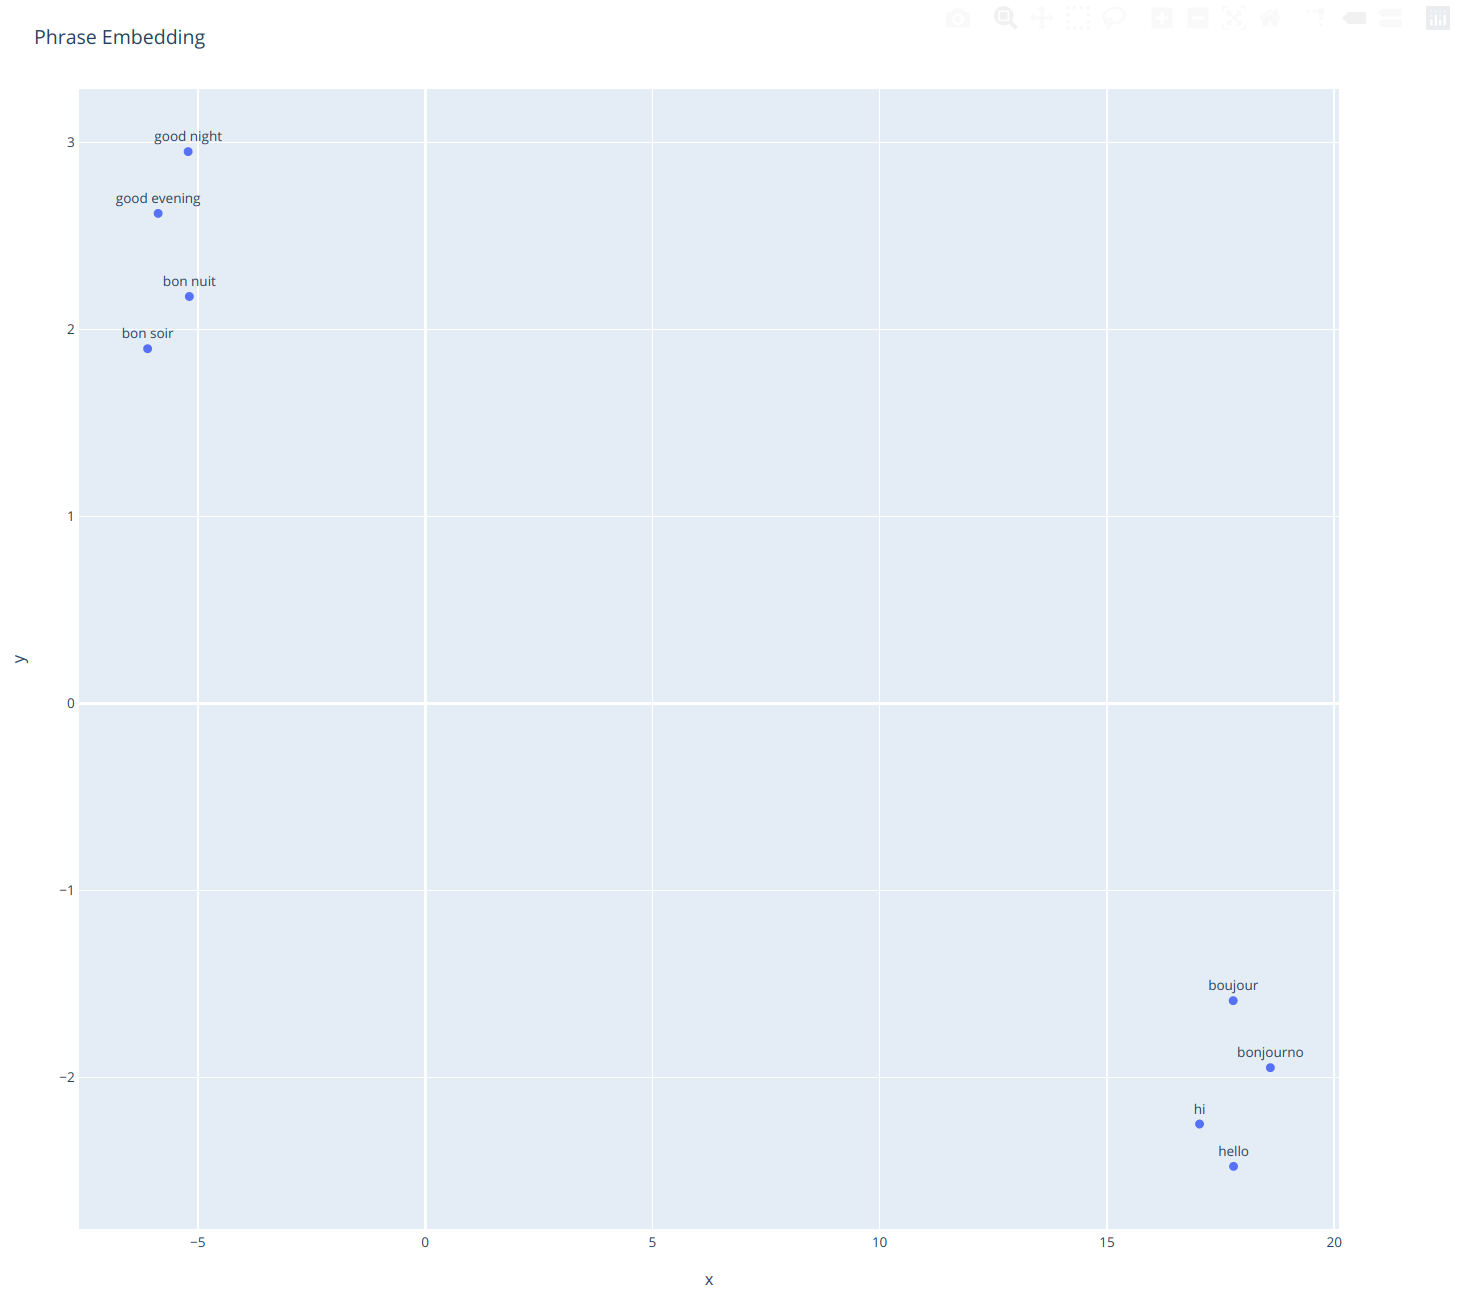 Phrase Embedding
3
good night
good evening
bon nuit
2
bon soir
1
y
0
−1
boujour
bonjourno
−2
hi
hello
−5
0
5
10
15
20
x